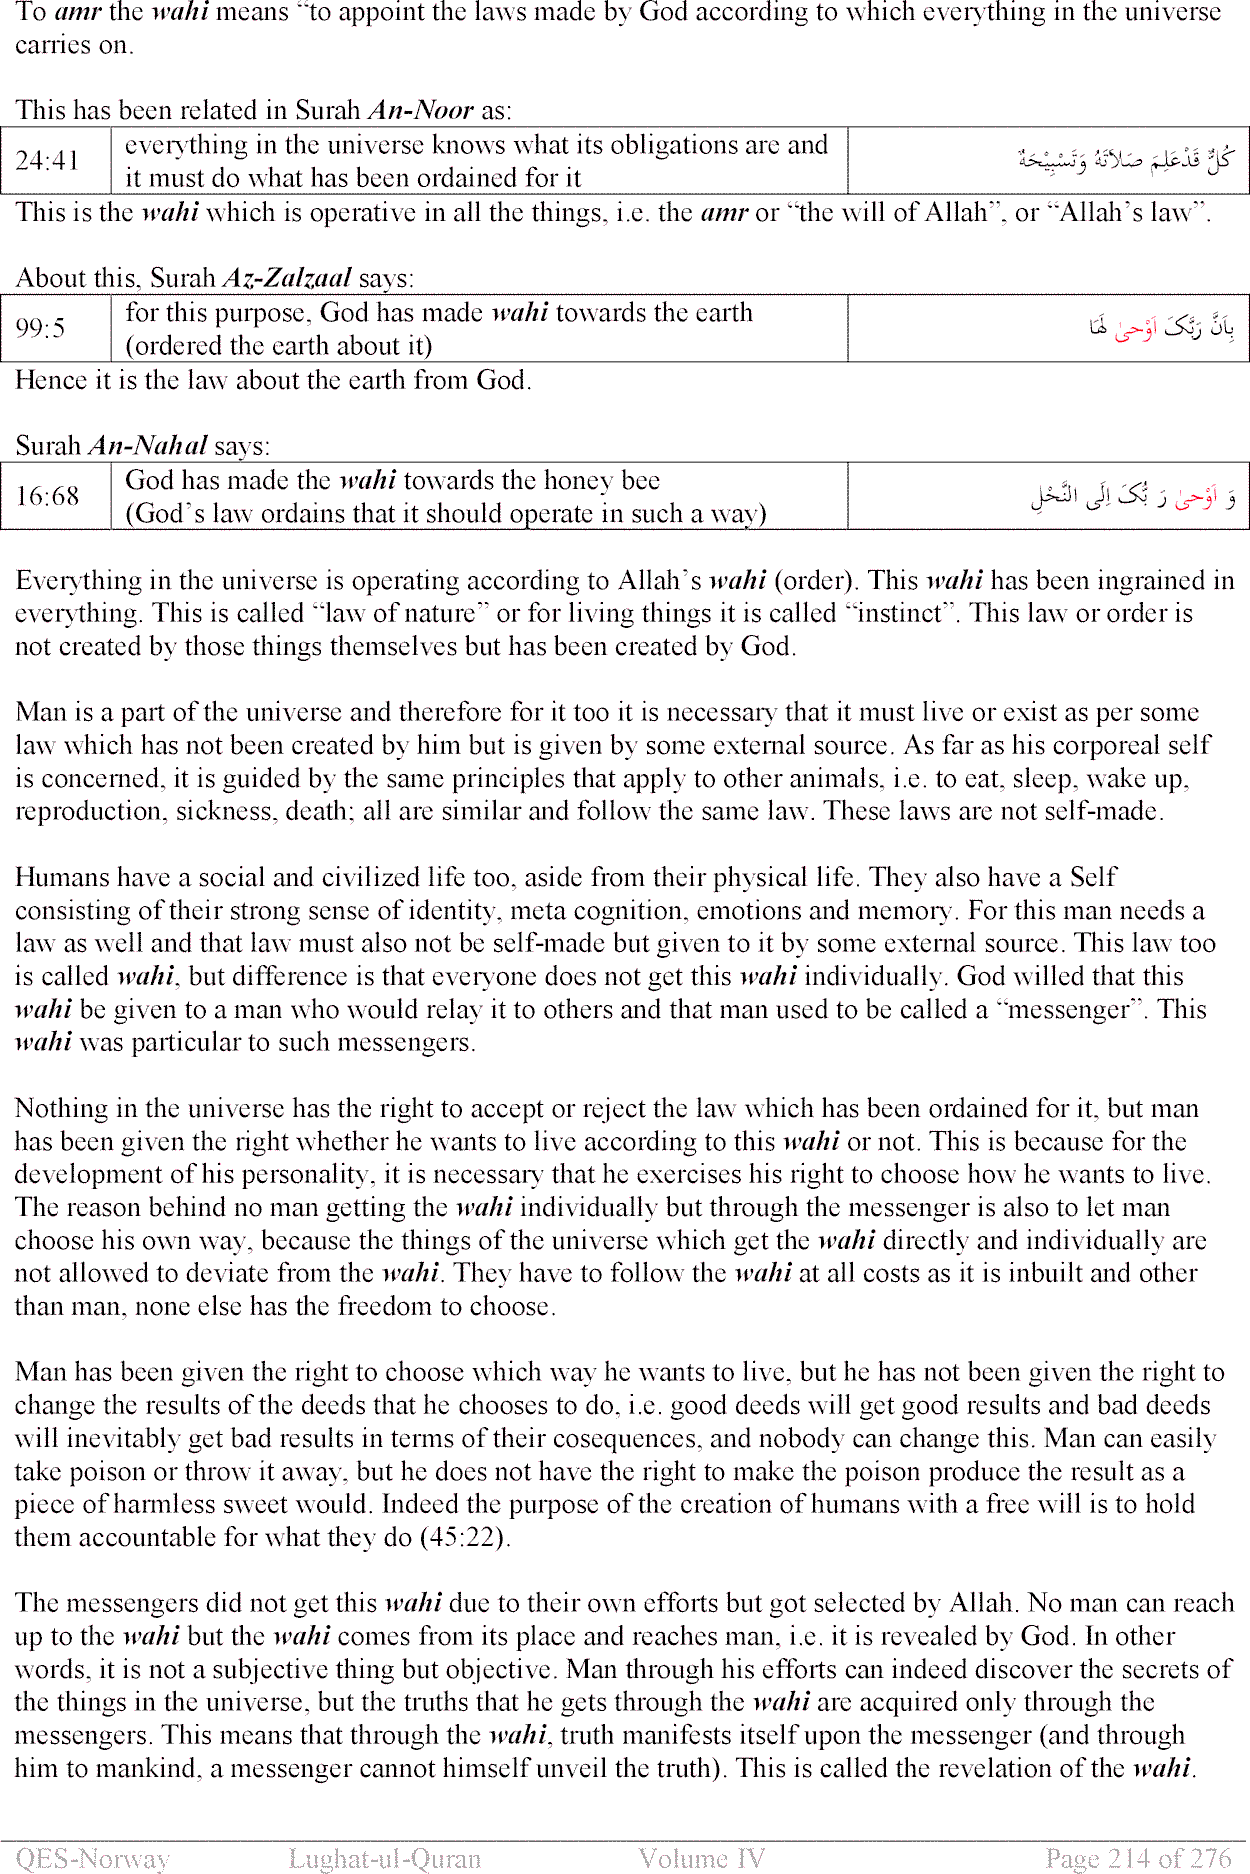 To amr the wahi means “to appoint the laws made by God according to which everything in the universe
carries on.
This has been related in Surah An-Noor as:
24:41 everything in the universe knows what its obligations are and
it must do what has been ordained for it
کُلٌّ قَدْعَلِمَ صَلاَتَہٗ وَتَسْبِیْحَہٗ
This is the wahi which is operative in all the things, i.e. the amr or “the will of Allah”, or “Allah’s law”.
About this, Surah Az-Zalzaal says:
99:5 for this purpose, God has made wahi towards the earth
(ordered the earth about it)
بِاَنَّ رَبَّکَ اَوْحیٰ لَهَا
Hence it is the law about the earth from God.
Surah An-Nahal says:
16:68 God has made the wahi towards the honey bee
(God’s law ordains that it should operate in such a way)
وَ اَوْحیٰ رَ بُّکَ اِلَی النَّحْلِ
Everything in the universe is operating according to Allah’s wahi (order). This wahi has been ingrained in
everything. This is called “law of nature” or for living things it is called “instinct”. This law or order is
not created by those things themselves but has been created by God.
Man is a part of the universe and therefore for it too it is necessary that it must live or exist as per some
law which has not been created by him but is given by some external source. As far as his corporeal self
is concerned, it is guided by the same principles that apply to other animals, i.e. to eat, sleep, wake up,
reproduction, sickness, death; all are similar and follow the same law. These laws are not self-made.
Humans have a social and civilized life too, aside from their physical life. They also have a Self
consisting of their strong sense of identity, meta cognition, emotions and memory. For this man needs a
law as well and that law must also not be self-made but given to it by some external source. This law too
is called wahi, but difference is that everyone does not get this wahi individually. God willed that this
wahi be given to a man who would relay it to others and that man used to be called a “messenger”. This
wahi was particular to such messengers.
Nothing in the universe has the right to accept or reject the law which has been ordained for it, but man
has been given the right whether he wants to live according to this wahi or not. This is because for the
development of his personality, it is necessary that he exercises his right to choose how he wants to live.
The reason behind no man getting the wahi individually but through the messenger is also to let man
choose his own way, because the things of the universe which get the wahi directly and individually are
not allowed to deviate from the wahi. They have to follow the wahi at all costs as it is inbuilt and other
than man, none else has the freedom to choose.
Man has been given the right to choose which way he wants to live, but he has not been given the right to
change the results of the deeds that he chooses to do, i.e. good deeds will get good results and bad deeds
will inevitably get bad results in terms of their cosequences, and nobody can change this. Man can easily
take poison or throw it away, but he does not have the right to make the poison produce the result as a
piece of harmless sweet would. Indeed the purpose of the creation of humans with a free will is to hold
them accountable for what they do (45:22).
The messengers did not get this wahi due to their own efforts but got selected by Allah. No man can reach
up to the wahi but the wahi comes from its place and reaches man, i.e. it is revealed by God. In other
words, it is not a subjective thing but objective. Man through his efforts can indeed discover the secrets of
the things in the universe, but the truths that he gets through the wahi are acquired only through the
messengers. This means that through the wahi, truth manifests itself upon the messenger (and through
him to mankind, a messenger cannot himself unveil the truth). This is called the revelation of the wahi.
QES-Norway Lughat-ul-Quran Volume IV Page 214 of 276